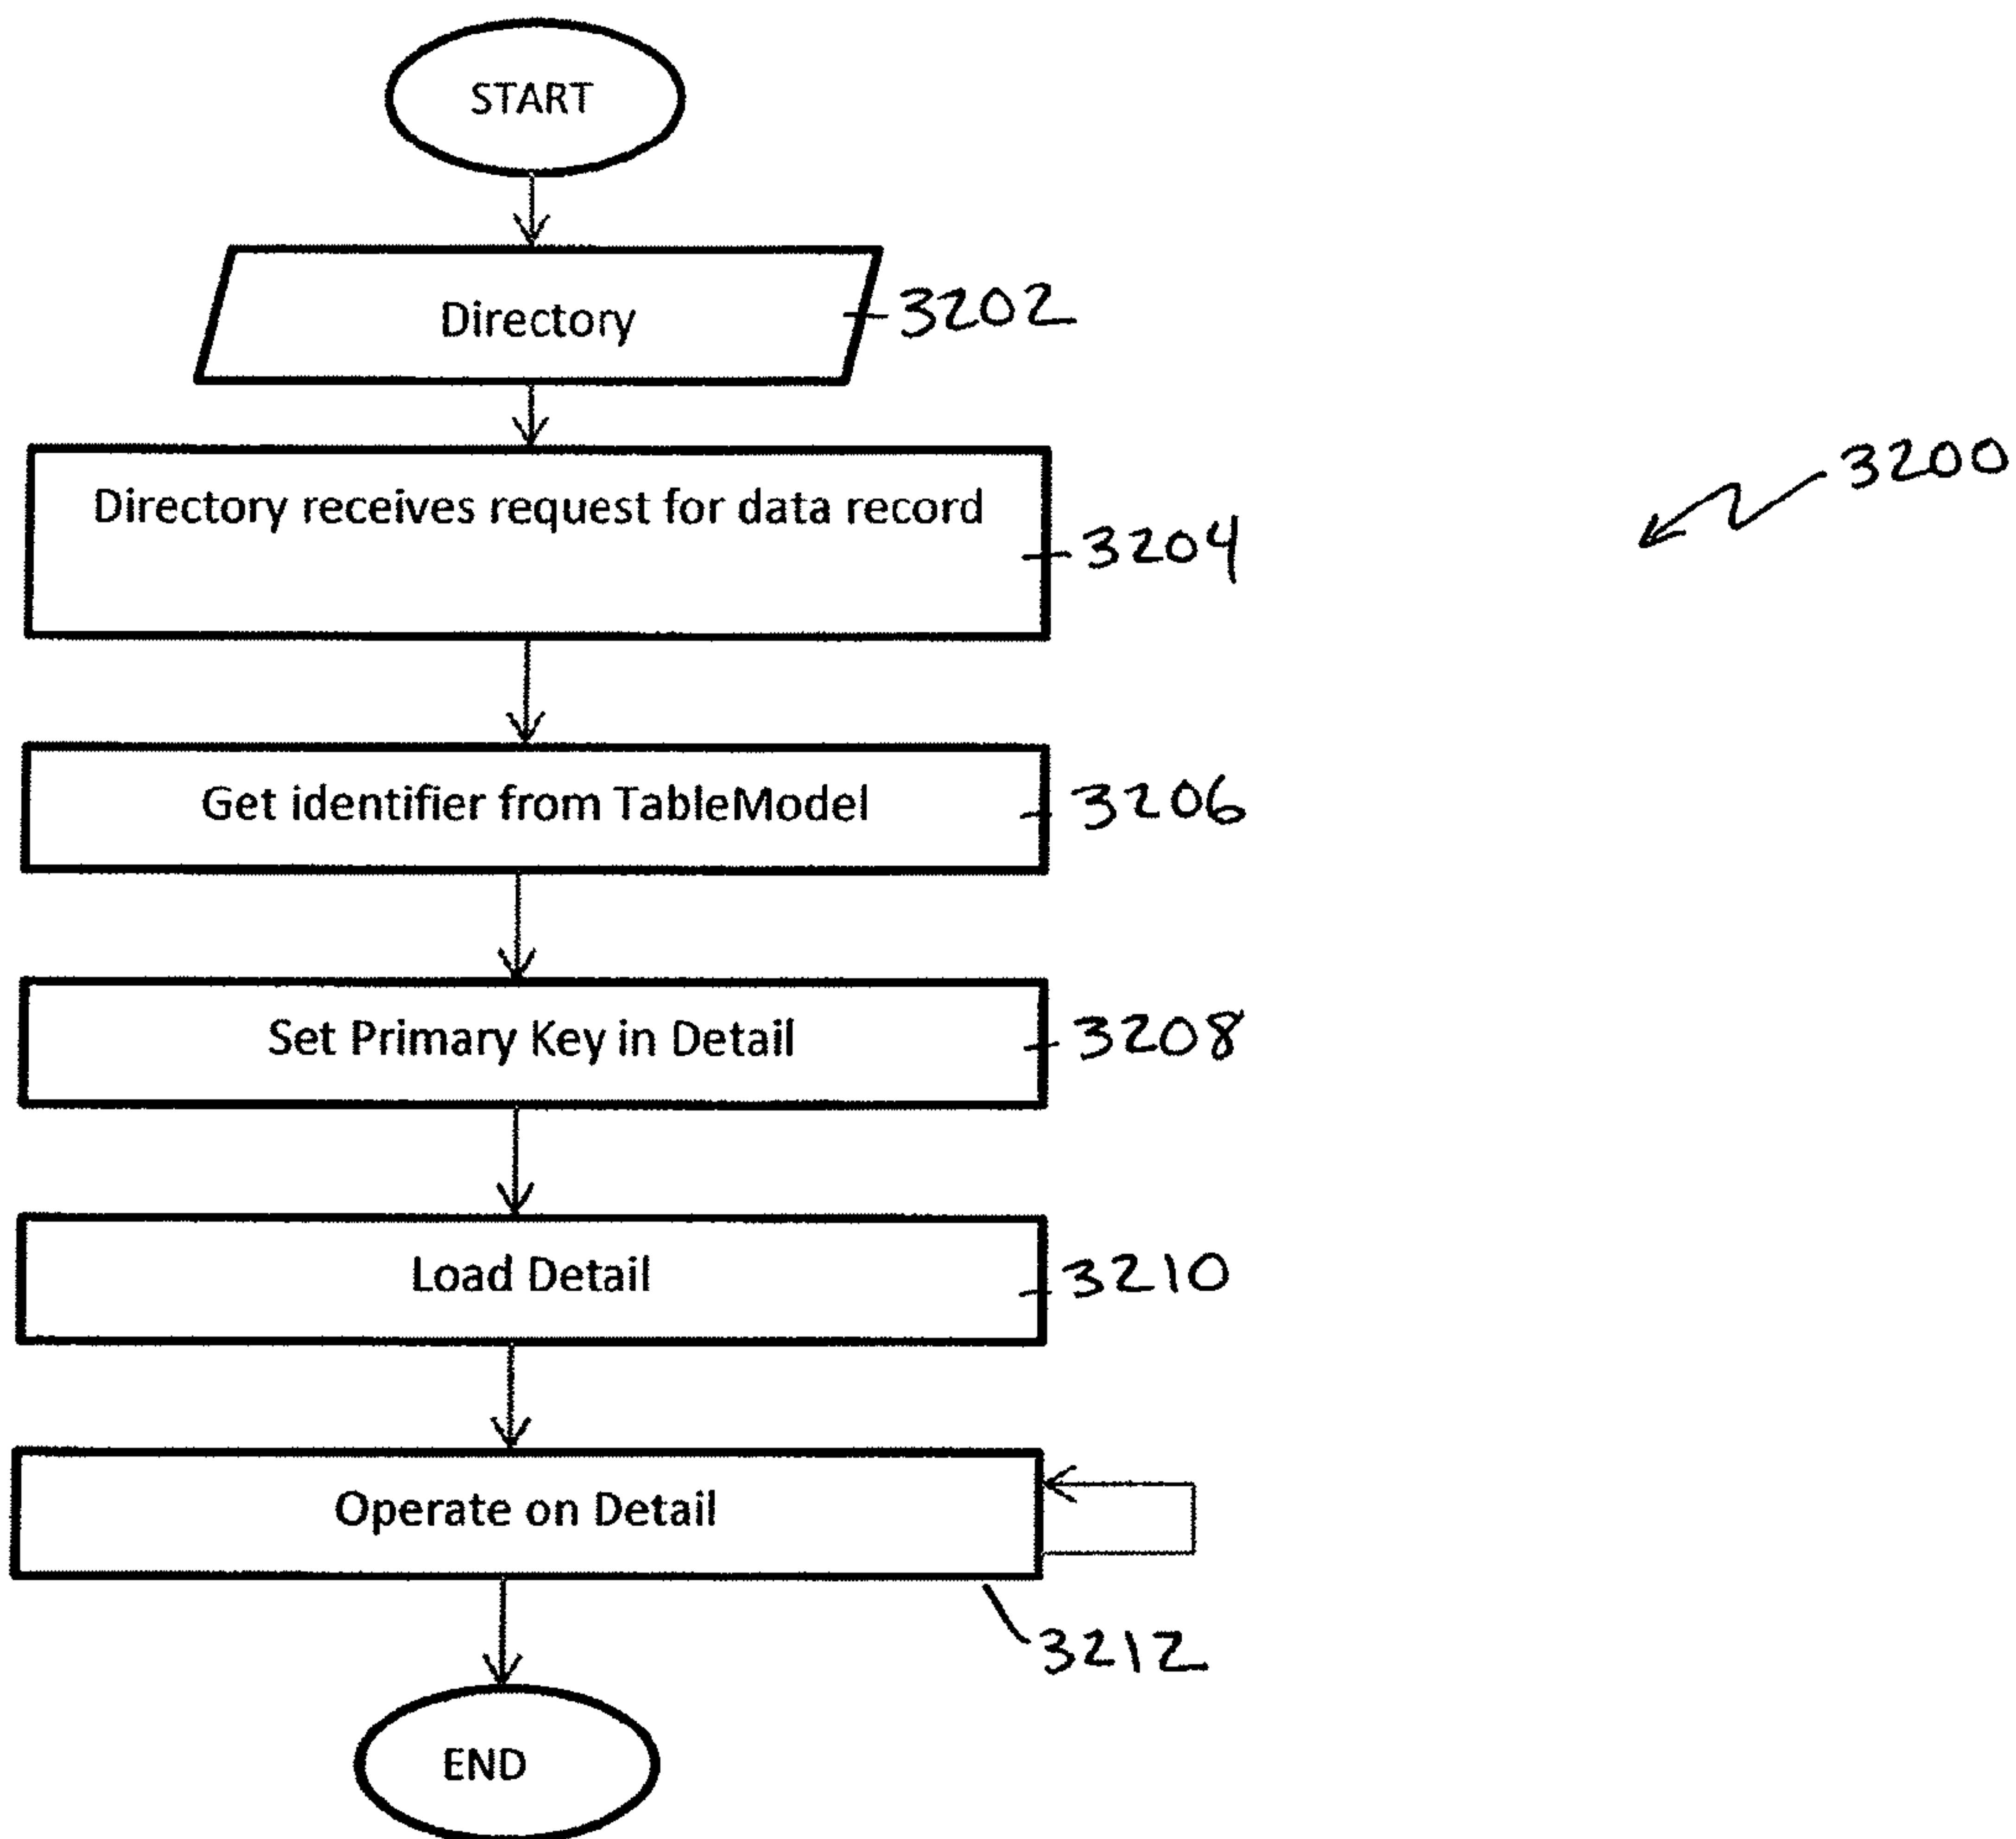 START
Directory
3202
Directory receives request for data record
3204
3200
Get identifier from TableModel
3206
Set Primary Key in Detail
3208
Load Detail
3210
Operate on Detail
3212
END